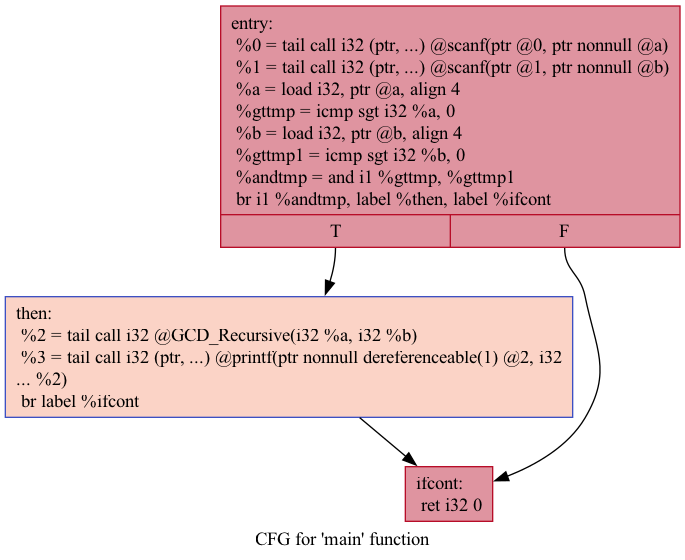 entry:
%0 = tail call i32 (ptr, ...) @scanf(ptr @0, ptr nonnull @a)
%1 = tail call i32 (ptr, ...) @scanf(ptr @1, ptr nonnull @b)
%a = load i32, ptr @a, align 4
%gttmp = icmp sgt i32 %a, 0
%b = load i32, ptr @b, align 4
%gttmp1 = icmp sgt i32 %b, 0
%andtmp = and i1 %gttmp, %gttmp1
br i1 %andtmp, label %then, label %ifcont
T
F
then:
%2 = tail call i32 @GCD_Recursive(i32 %a, i32 %b)
%3 = tail call i32 (ptr, ...) @printf(ptr nonnull dereferenceable(1) @2, i32
... %2)
br label %ifcont
ifcont:
ret i32 0
CFG for 'main' function